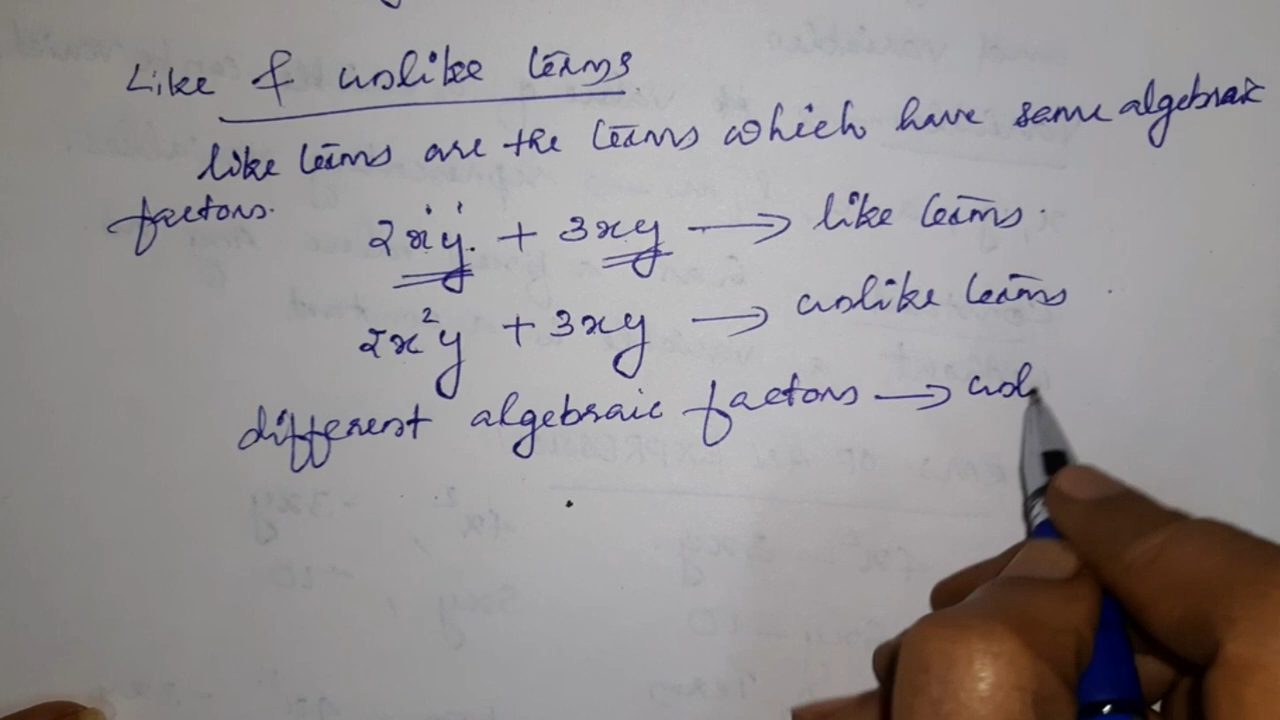 Like & unlike terms
like terms are the terms which have same algebraic
factors.
2xy + 3xy → like terms.
2x²y + 3xy → unlike terms
different algebraic factors → unl